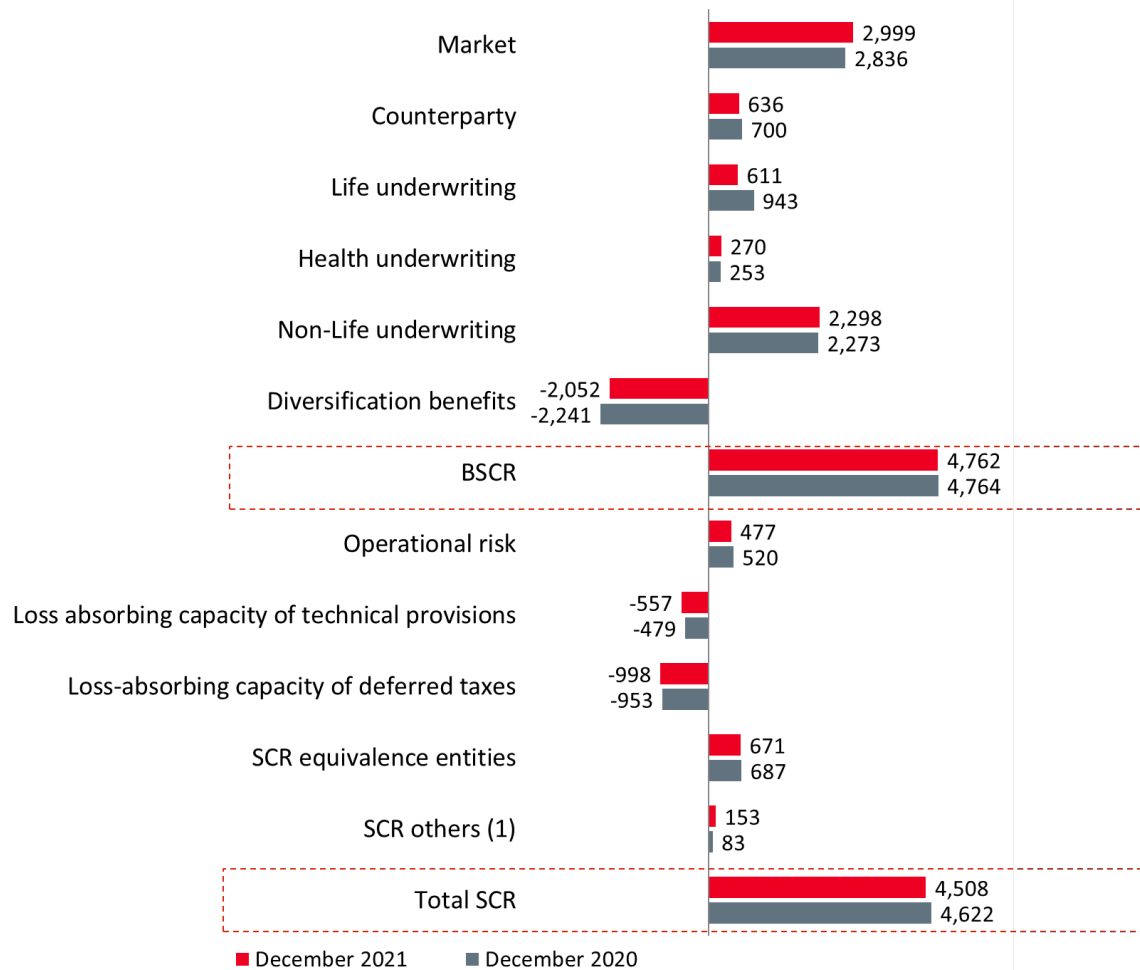 Market
2,999
2,836
Counterparty
636
700
Life underwriting
611
943
Health underwriting
270
253
Non-Life underwriting
2,298
2,273
Diversification benefits
-2,052
-2,241
BSCR
4,762
4,764
Operational risk
477
520
Loss absorbing capacity of technical provisions
-557
-479
Loss-absorbing capacity of deferred taxes
-998
-953
SCR equivalence entities
671
687
SCR others (1)
153
83
Total SCR
4,508
4,622
December 2021 December 2020